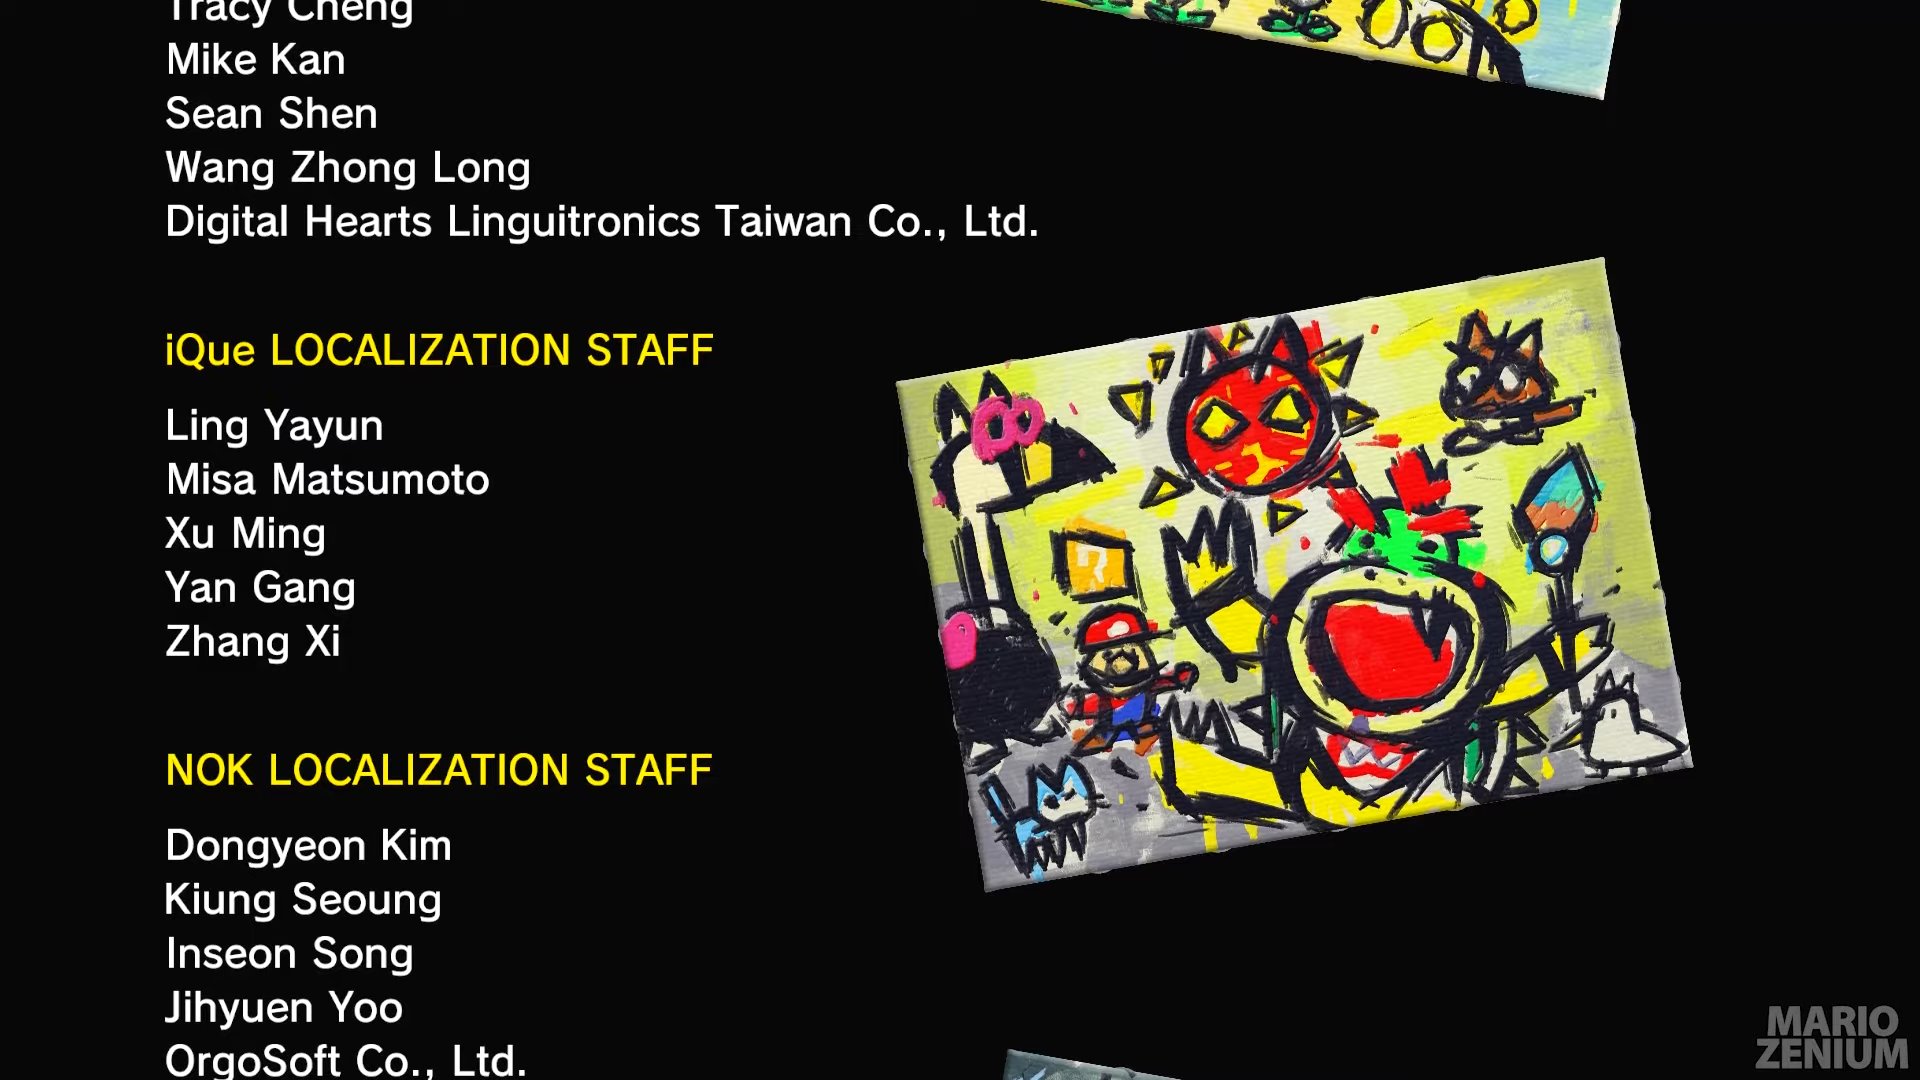 Tracy Cheng
Mike Kan
Sean Shen
Wang Zhong Long
Digital Hearts Linguitronics Taiwan Co., Ltd.
iQue LOCALIZATION STAFF
Ling Yayun
Misa Matsumoto
Xu Ming
Yan Gang
Zhang Xi
NOK LOCALIZATION STAFF
Dongyeon Kim
Kiung Seoung
Inseon Song
Jihyuen Yoo
OrgoSoft Co., Ltd.
?
MARIO
ZENIUM